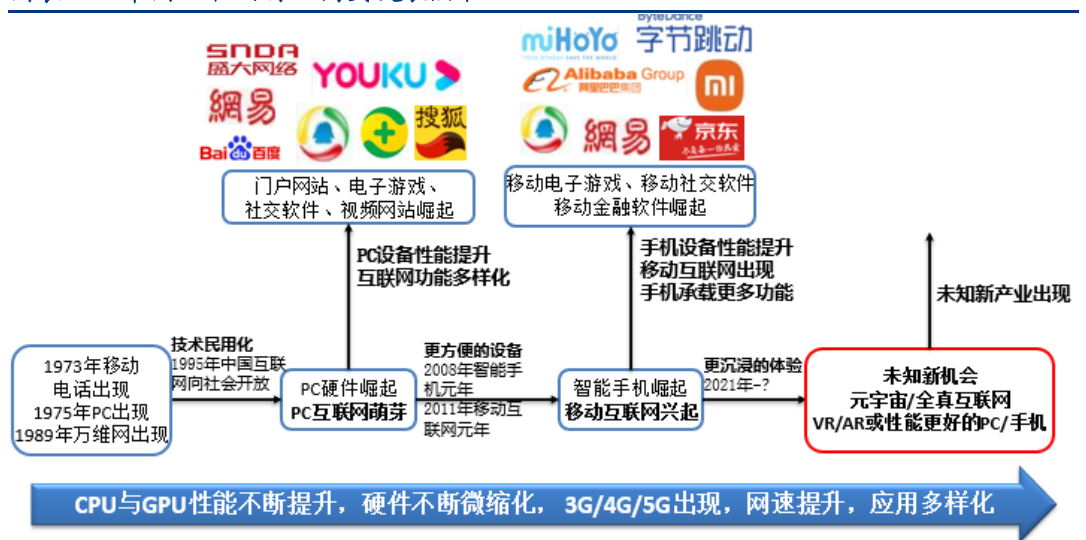 SNDA
盛大网络
YOUKU
網易
搜狐
Bai du 百度
miHoYo
TECH OTAKUS SAVE THE WORLD
ByteDance
字节跳动
Alibaba Group
阿里巴巴集团
MI
網易
京东
门户网站、电子游戏、
社交软件、视频网站崛起
移动电子游戏、移动社交软件
移动金融软件崛起
PC设备性能提升
互联网功能多样化
手机设备性能提升
移动互联网出现
手机承载更多功能
未知新产业出现
1973年移动
电话出现
1975年PC出现
1989年万维网出现
技术民用化
1995年中国互联
网向社会开放
PC硬件崛起
PC互联网萌芽
更方便的设备
2008年智能手
机元年
2011年移动互
联网元年
智能手机崛起
移动互联网兴起
更沉浸的体验
2021年-?
未知新机会
元宇宙/全真互联网
VR/AR或性能更好的PC/手机
CPU与GPU性能不断提升，硬件不断微缩化， 3G/4G/5G出现，网速提升，应用多样化